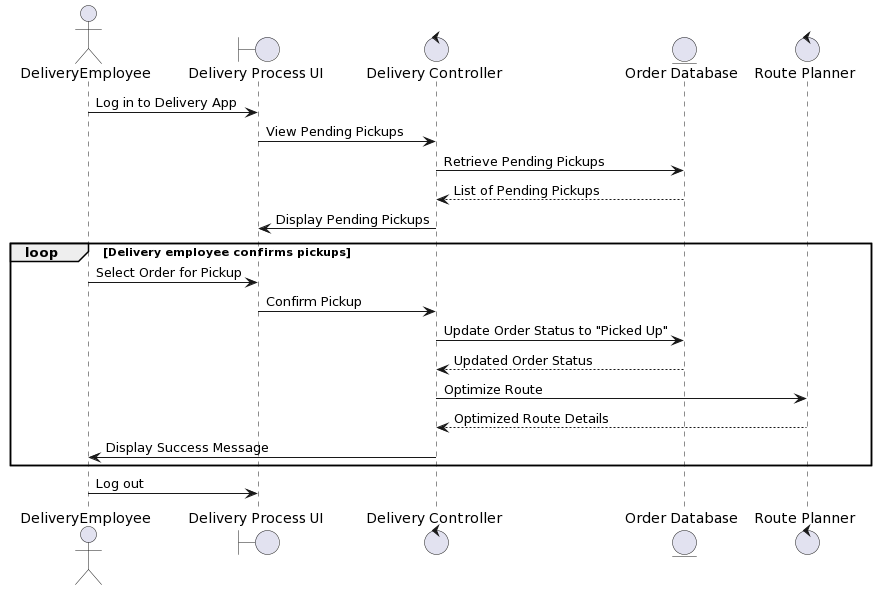 DeliveryEmployee Delivery Process UI Delivery Controller Order Database Route Planner
Log in to Delivery App
View Pending Pickups
Retrieve Pending Pickups
List of Pending Pickups
Display Pending Pickups
loop [Delivery employee confirms pickups]
Select Order for Pickup
Confirm Pickup
Update Order Status to "Picked Up"
Updated Order Status
Optimize Route
Optimized Route Details
Display Success Message
Log out
DeliveryEmployee Delivery Process UI Delivery Controller Order Database Route Planner